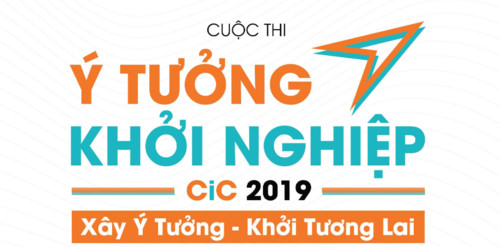 CUỘC THI
Ý TƯỞNG
KHỞI NGHIỆP
CiC 2019
Xây Ý Tưởng - Khởi Tương Lai